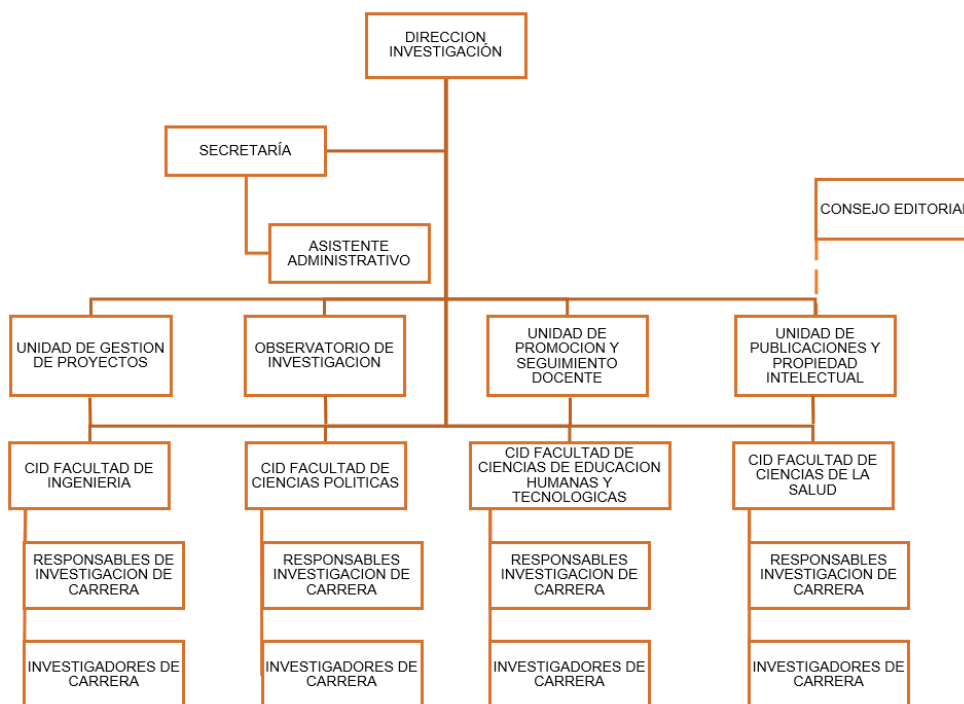 DIRECCION
INVESTIGACIÓN
SECRETARÍA
CONSEJO EDITORIAL
ASISTENTE
ADMINISTRATIVO
UNIDAD DE GESTION
DE PROYECTOS
OBSERVATORIO DE
INVESTIGACION
UNIDAD DE
PROMOCION Y
SEGUIMIENTO
DOCENTE
UNIDAD DE
PUBLICACIONES Y
PROPIEDAD
INTELECTUAL
CID FACULTAD DE
INGENIERIA
CID FACULTAD DE
CIENCIAS POLITICAS
CID FACULTAD DE
CIENCIAS DE EDUCACION
HUMANAS Y
TECNOLOGICAS
CID FACULTAD DE
CIENCIAS DE LA
SALUD
RESPONSABLES DE
INVESTIGACION DE
CARRERA
RESPONSABLES
INVESTIGACION DE
CARRERA
RESPONSABLES
INVESTIGACION DE
CARRERA
RESPONSABLES
INVESTIGACION DE
CARRERA
INVESTIGADORES DE
CARRERA
INVESTIGADORES DE
CARRERA
INVESTIGADORES DE
CARRERA
INVESTIGADORES DE
CARRERA